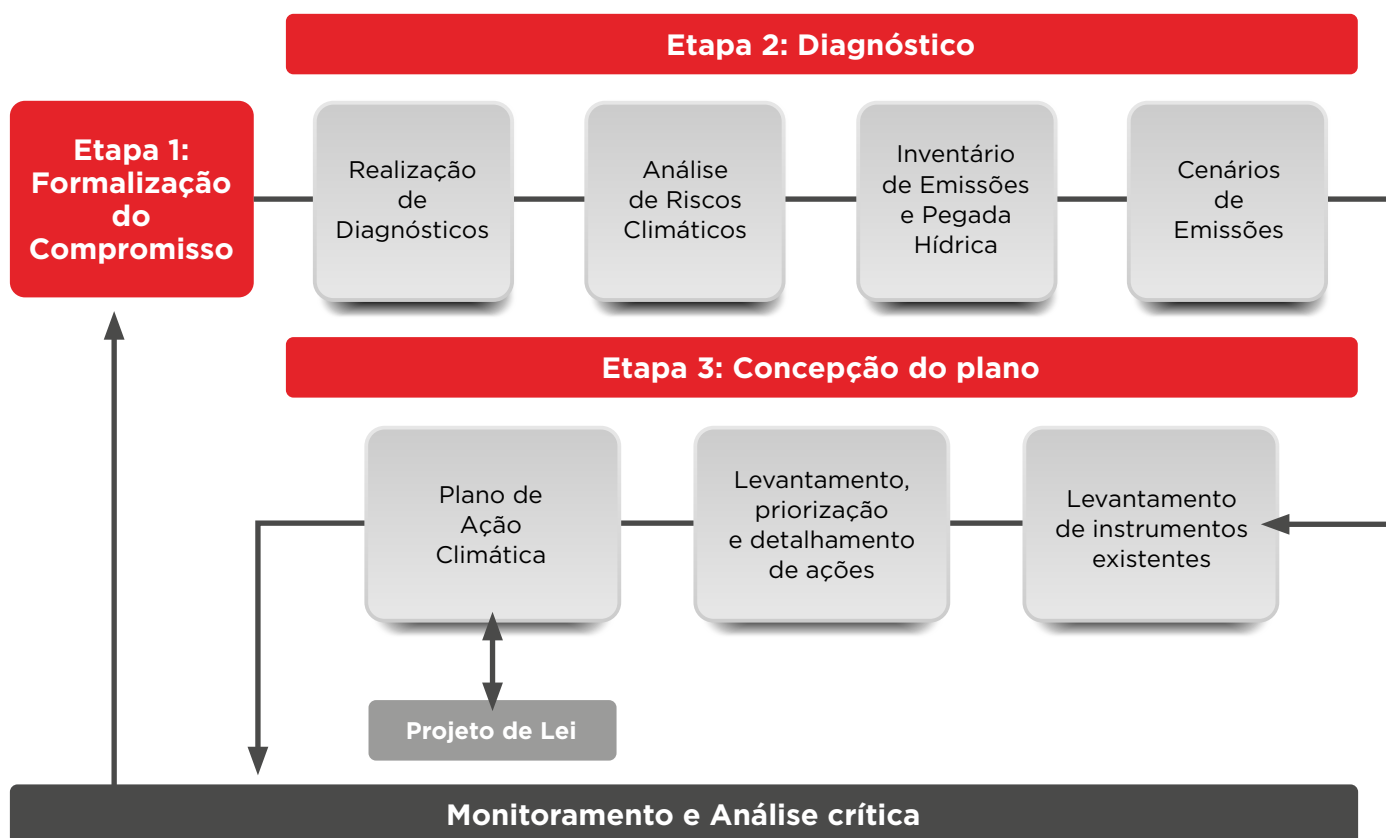 Etapa 2: Diagnóstico
Etapa 1:
Formalização
do
Compromisso
Realização
de
Diagnósticos
Análise
de Riscos
Climáticos
Inventário
de Emissões
e Pegada
Hídrica
Cenários
de
Emissões
Etapa 3: Concepção do plano
Plano de
Ação
Climática
Levantamento,
priorização
e detalhamento
de ações
Levantamento
de instrumentos
existentes
Projeto de Lei
Monitoramento e Análise crítica